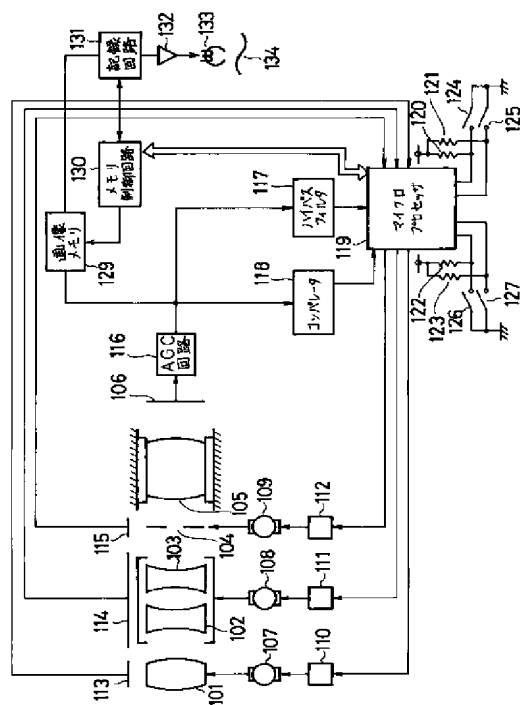 131
記録
回路
132
133
134
130
メモリ
制御回路
画像
メモリ
129
117
ハイパス
フィルタ
118
コンパレータ
119
マイクロ
プロセッサ
116
AGC
回路
106
120
121
124
125
122
123
126
127
105
104
115
109
112
103
114
102
108
111
113
101
107
110